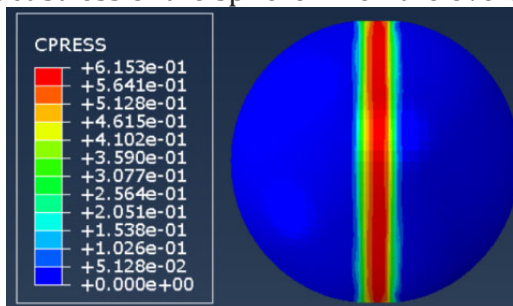 CPRESS
+6.153e-01
+5.641e-01
+5.128e-01
+4.615e-01
+4.102e-01
+3.590e-01
+3.077e-01
+2.564e-01
+2.051e-01
+1.538e-01
+1.026e-01
+5.128e-02
+0.000e+00